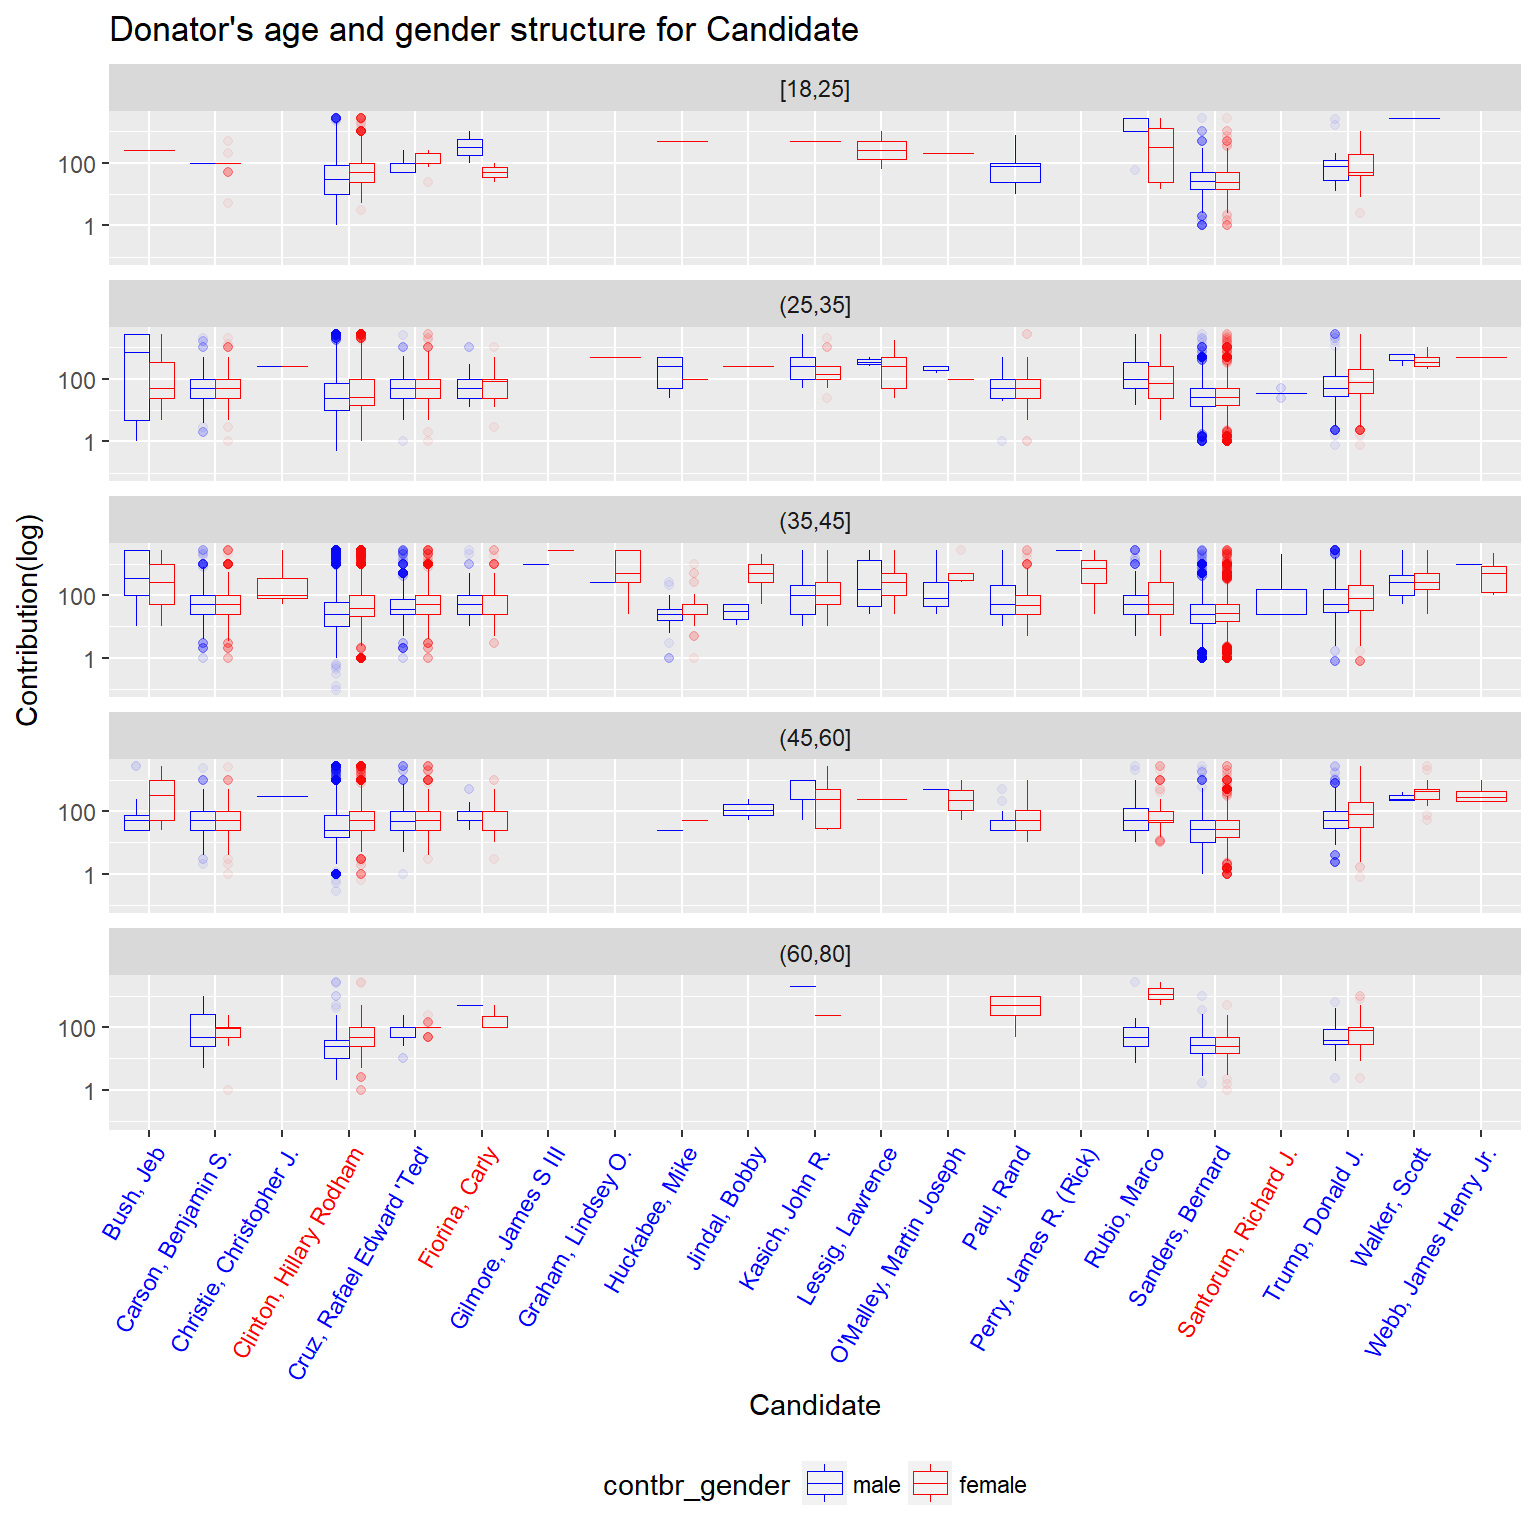 Donator's age and gender structure for Candidate
[18,25]
100
1
(25,35]
100
1
(35,45]
100
1
(45,60]
100
1
(60,80]
100
1
Contribution(log)
Bush, Jeb
Carson, Benjamin S.
Christie, Christopher J.
Clinton, Hillary Rodham
Cruz, Rafael Edward 'Ted'
Fiorina, Carly
Gilmore, James S III
Graham, Lindsey O.
Huckabee, Mike
Jindal, Bobby
Kasich, John R.
Lessig, Lawrence
O'Malley, Martin Joseph
Paul, Rand
Perry, James R. (Rick)
Rubio, Marco
Sanders, Bernard
Santorum, Richard J.
Trump, Donald J.
Walker, Scott
Webb, James Henry Jr.
Candidate
contbr_gender male female